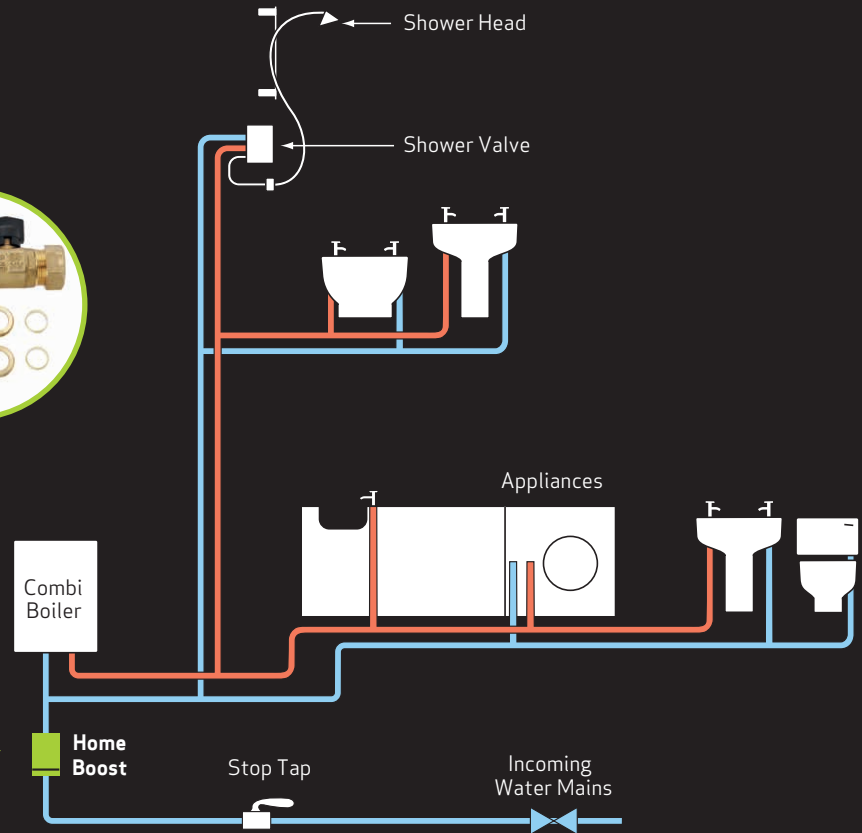 Shower Head
Shower Valve
Appliances
Combi
Boiler
Home
Boost
Stop Tap
Incoming
Water Mains